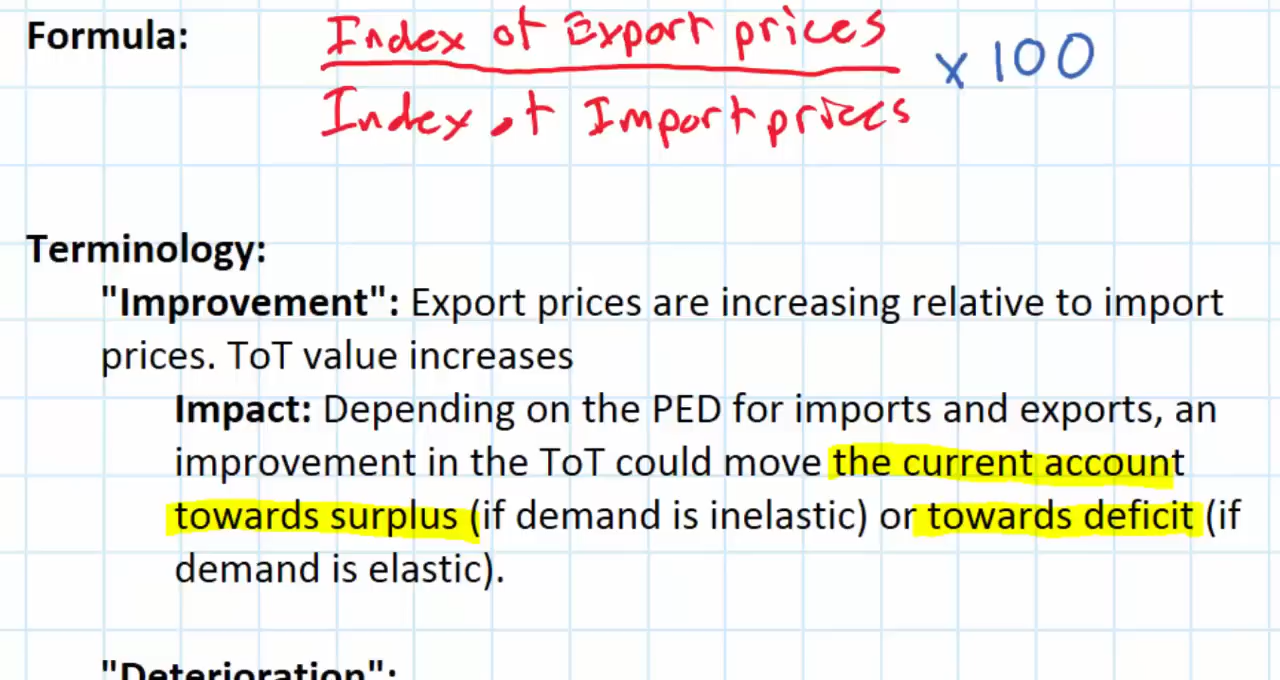 Formula:
Index of Export prices
x 100
Index of Import prices
Terminology:
"Improvement": Export prices are increasing relative to import
prices. ToT value increases
Impact: Depending on the PED for imports and exports, an
improvement in the ToT could move the current account
towards surplus (if demand is inelastic) or towards deficit (if
demand is elastic).
"Deterioration":